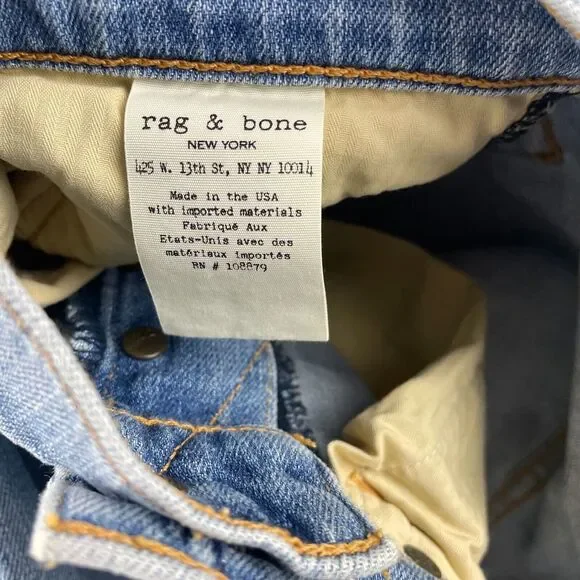 rag & bone
NEW YORK
425 W. 13th St, NY NY 10014
Made in the USA
with imported materials
Fabriqué Aux
Etats-Unis avec des
matériaux importés
RN # 108879